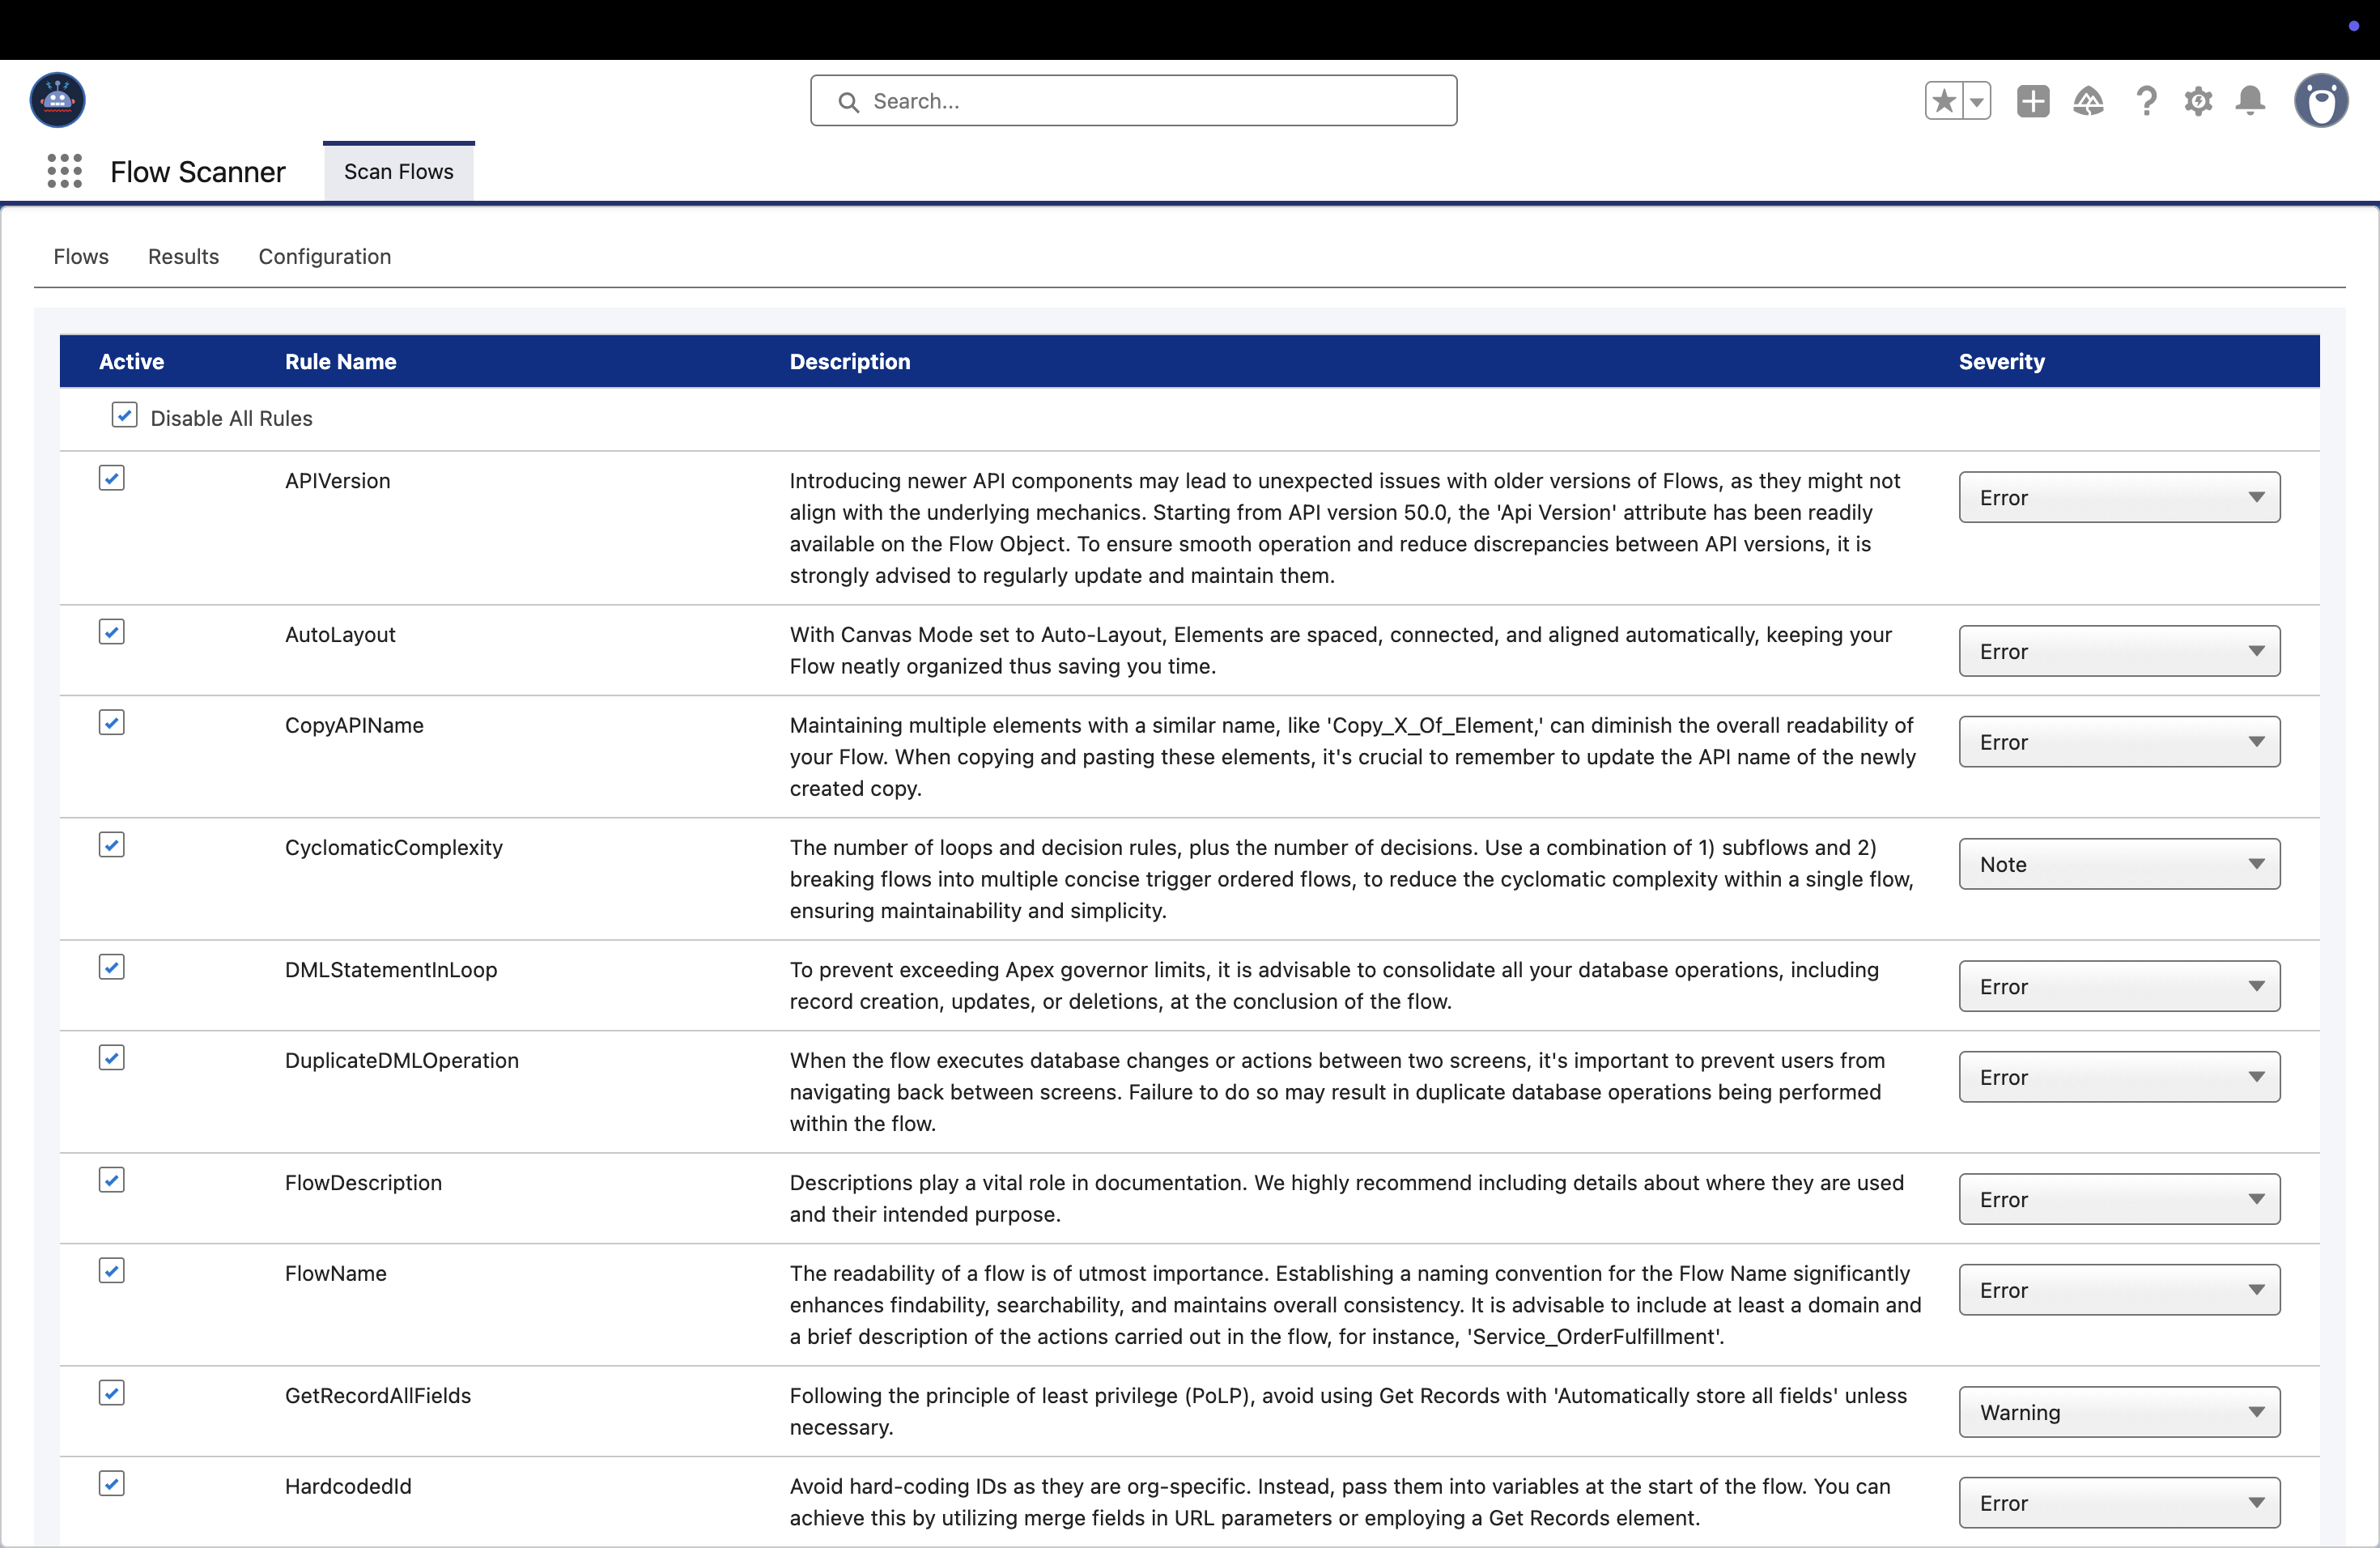 Search...
Flow Scanner
Scan Flows
Flows Results Configuration
Active Rule Name Description Severity
Disable All Rules
APIVersion
Introducing newer API components may lead to unexpected issues with older versions of Flows, as they might not
align with the underlying mechanics. Starting from API version 50.0, the 'Api Version' attribute has been readily
available on the Flow Object. To ensure smooth operation and reduce discrepancies between API versions, it is
strongly advised to regularly update and maintain them.
Error
AutoLayout
With Canvas Mode set to Auto-Layout, Elements are spaced, connected, and aligned automatically, keeping your
Flow neatly organized thus saving you time.
Error
CopyAPIName
Maintaining multiple elements with a similar name, like 'Copy_X_Of_Element,' can diminish the overall readability of
your Flow. When copying and pasting these elements, it's crucial to remember to update the API name of the newly
created copy.
Error
CyclomaticComplexity
The number of loops and decision rules, plus the number of decisions. Use a combination of 1) subflows and 2)
breaking flows into multiple concise trigger ordered flows, to reduce the cyclomatic complexity within a single flow,
ensuring maintainability and simplicity.
Note
DMLStatementInLoop
To prevent exceeding Apex governor limits, it is advisable to consolidate all your database operations, including
record creation, updates, or deletions, at the conclusion of the flow.
Error
DuplicateDMLOperation
When the flow executes database changes or actions between two screens, it's important to prevent users from
navigating back between screens. Failure to do so may result in duplicate database operations being performed
within the flow.
Error
FlowDescription
Descriptions play a vital role in documentation. We highly recommend including details about where they are used
and their intended purpose.
Error
FlowName
The readability of a flow is of utmost importance. Establishing a naming convention for the Flow Name significantly
enhances findability, searchability, and maintains overall consistency. It is advisable to include at least a domain and
a brief description of the actions carried out in the flow, for instance, 'Service_OrderFulfillment'.
Error
GetRecordAllFields
Following the principle of least privilege (PoLP), avoid using Get Records with 'Automatically store all fields' unless
necessary.
Warning
HardcodedId
Avoid hard-coding IDs as they are org-specific. Instead, pass them into variables at the start of the flow. You can
achieve this by utilizing merge fields in URL parameters or employing a Get Records element.
Error